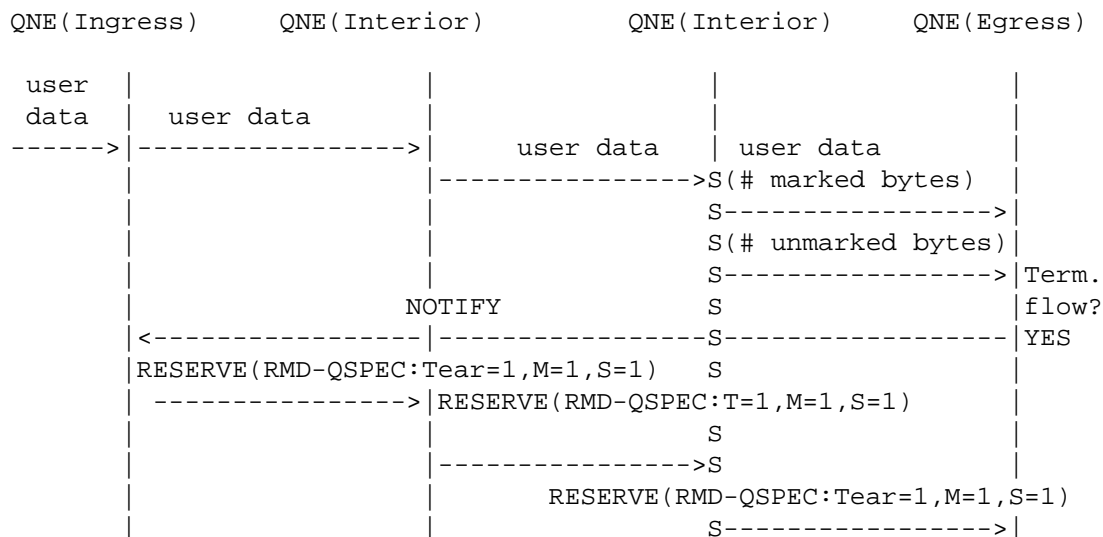 QNE(Ingress) QNE(Interior) QNE(Interior) QNE(Egress)
user
data user data
user data user data
S(# marked bytes)
S
S(# unmarked bytes)
S Term.
NOTIFY S flow?
S YES
RESERVE(RMD-QSPEC:Tear=1,M=1,S=1) S
RESERVE(RMD-QSPEC:T=1,M=1,S=1)
S
S
RESERVE(RMD-QSPEC:Tear=1,M=1,S=1)
S